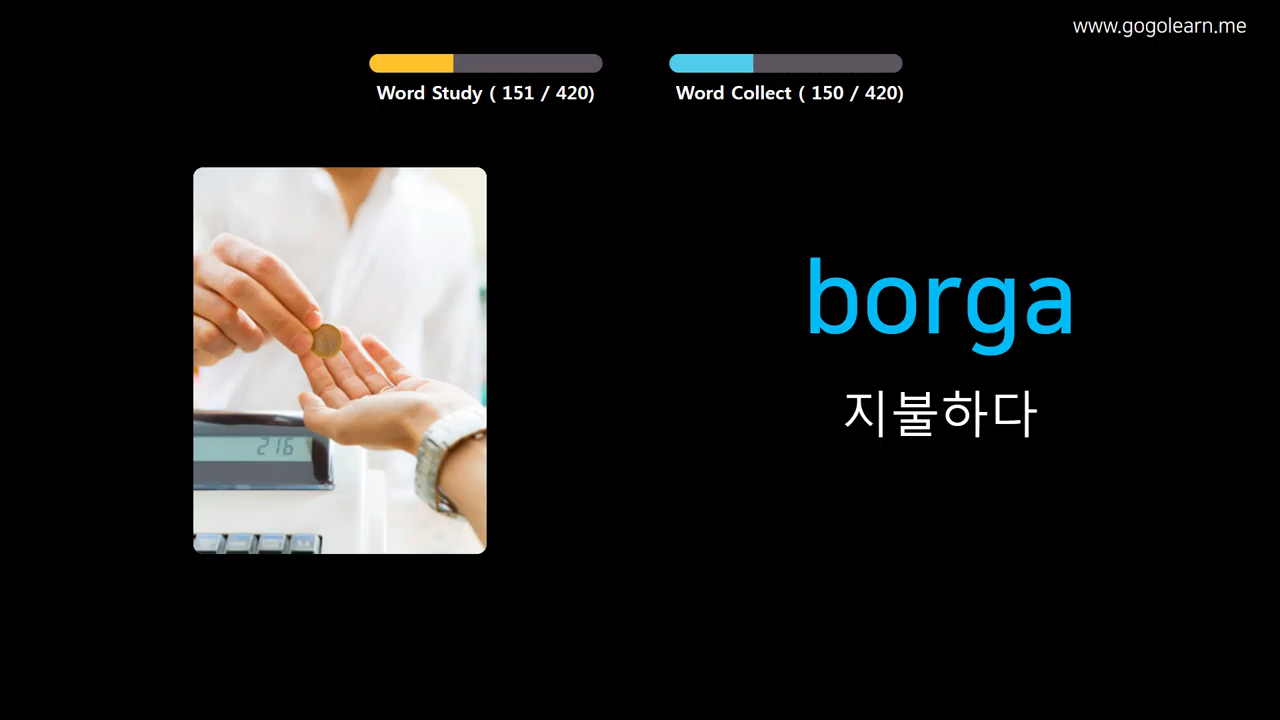 www.gogolearn.me
Word Study ( 151 / 420)
Word Collect ( 150 / 420)
216
borga
지불하다